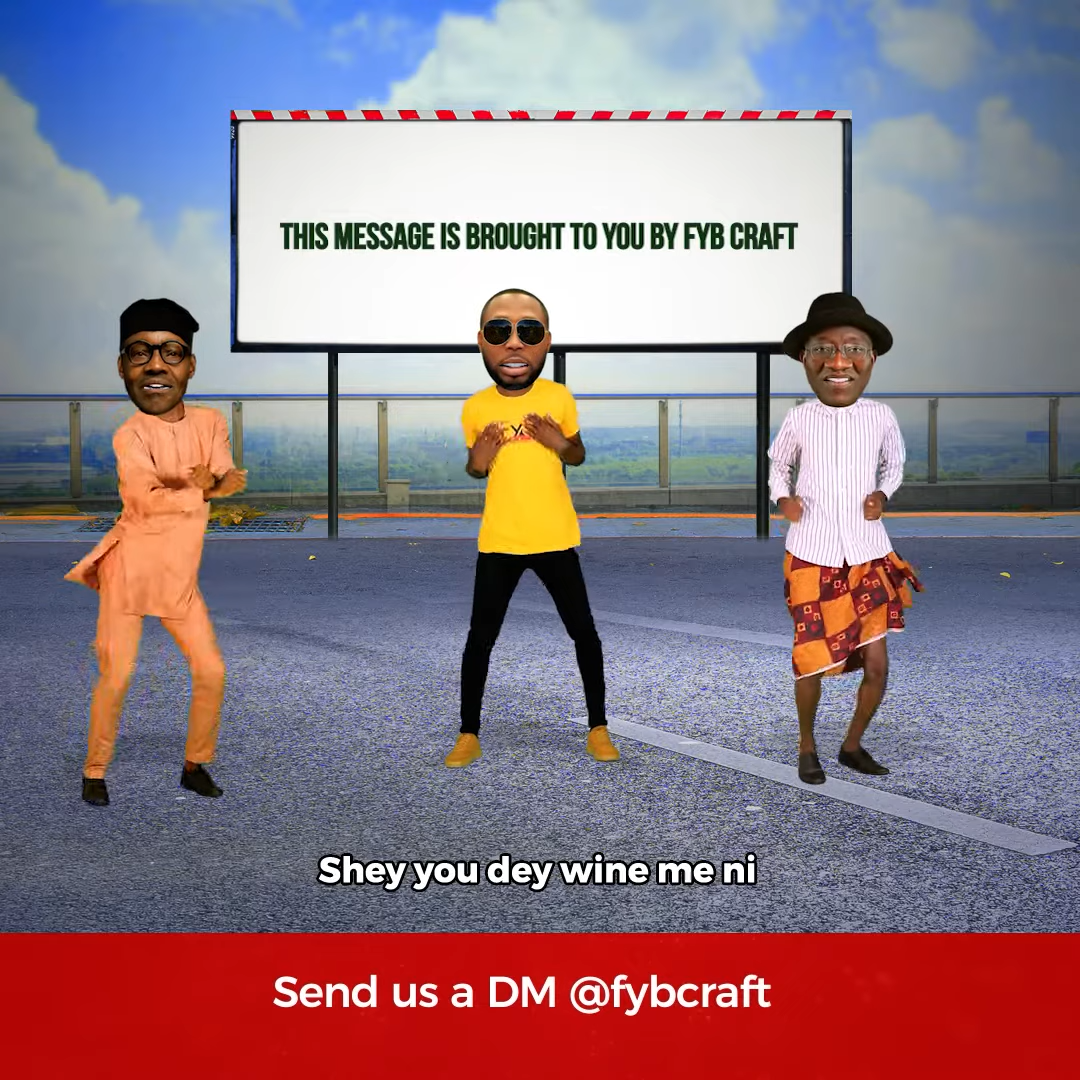 THIS MESSAGE IS BROUGHT TO YOU BY FYB CRAFT
Shey you dey wine me ni
Send us a DM @fybcraft